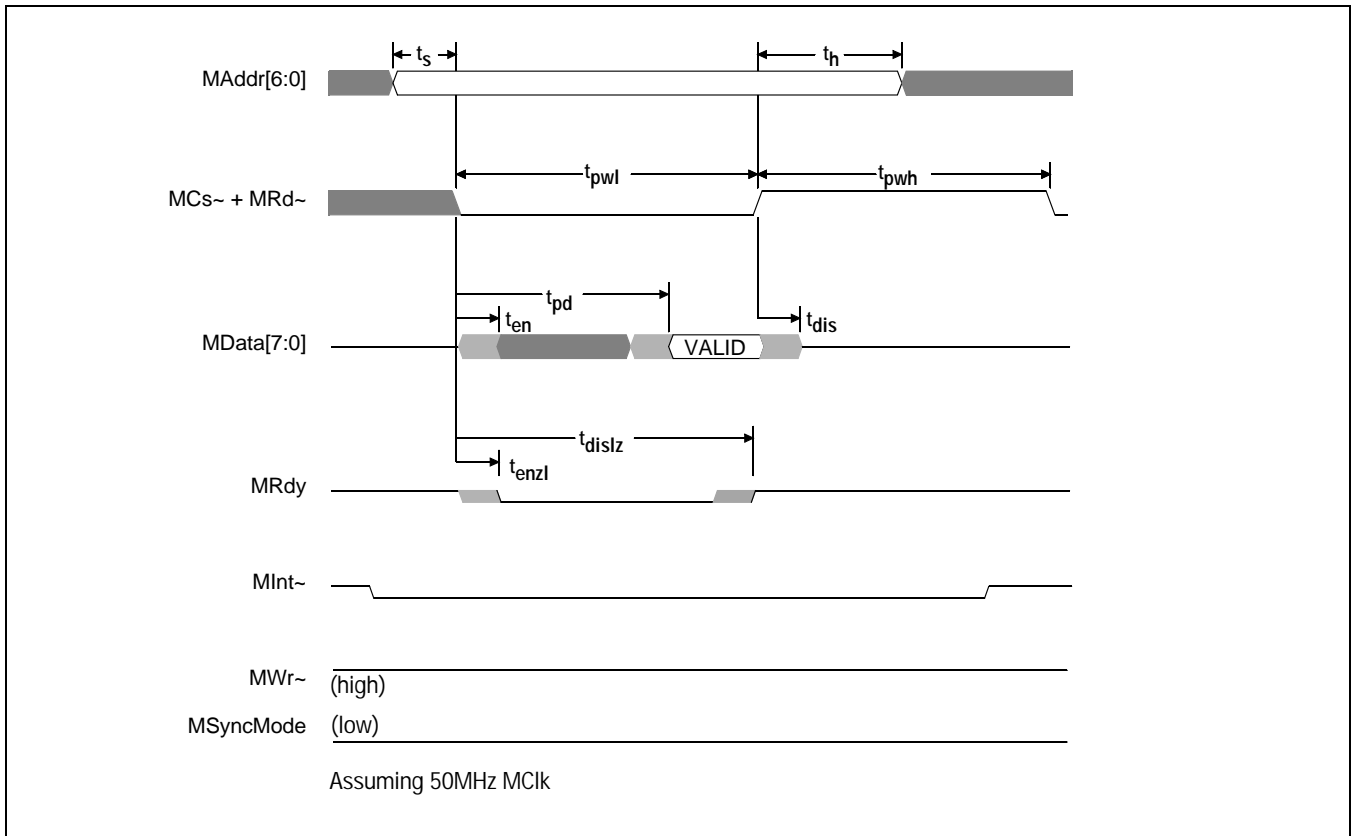 ts
th
MAddr[6:0]
tpwl
tpwh
MCs~ + MRd~
tpd
ten
tdis
MData[7:0]
VALID
tdislz
tenzl
MRdy
MInt~
MWr~
(high)
MSyncMode
(low)
Assuming 50MHz MClk